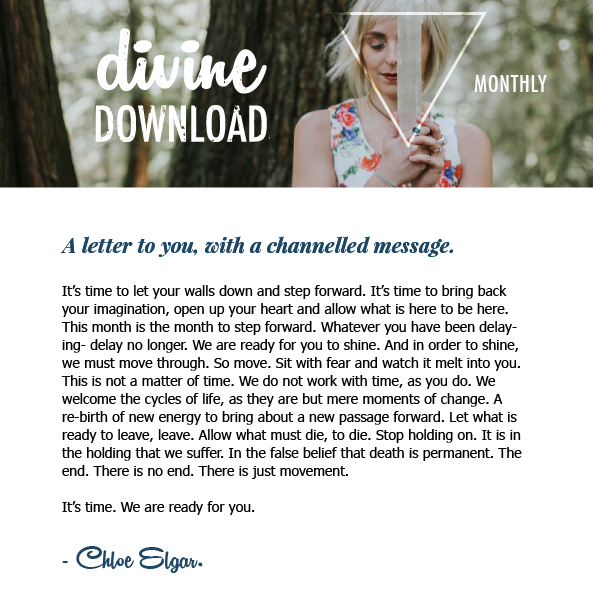 divine
DOWNLOAD
MONTHLY
A letter to you, with a channelled message.
It’s time to let your walls down and step forward. It’s time to bring back
your imagination, open up your heart and allow what is here to be here.
This month is the month to step forward. Whatever you have been delay-
ing- delay no longer. We are ready for you to shine. And in order to shine,
we must move through. So move. Sit with fear and watch it melt into you.
This is not a matter of time. We do not work with time, as you do. We
welcome the cycles of life, as they are but mere moments of change. A
re-birth of new energy to bring about a new passage forward. Let what is
ready to leave, leave. Allow what must die, to die. Stop holding on. It is in
the holding that we suffer. In the false belief that death is permanent. The
end. There is no end. There is just movement.
It’s time. We are ready for you.
- Chloe Elgar.